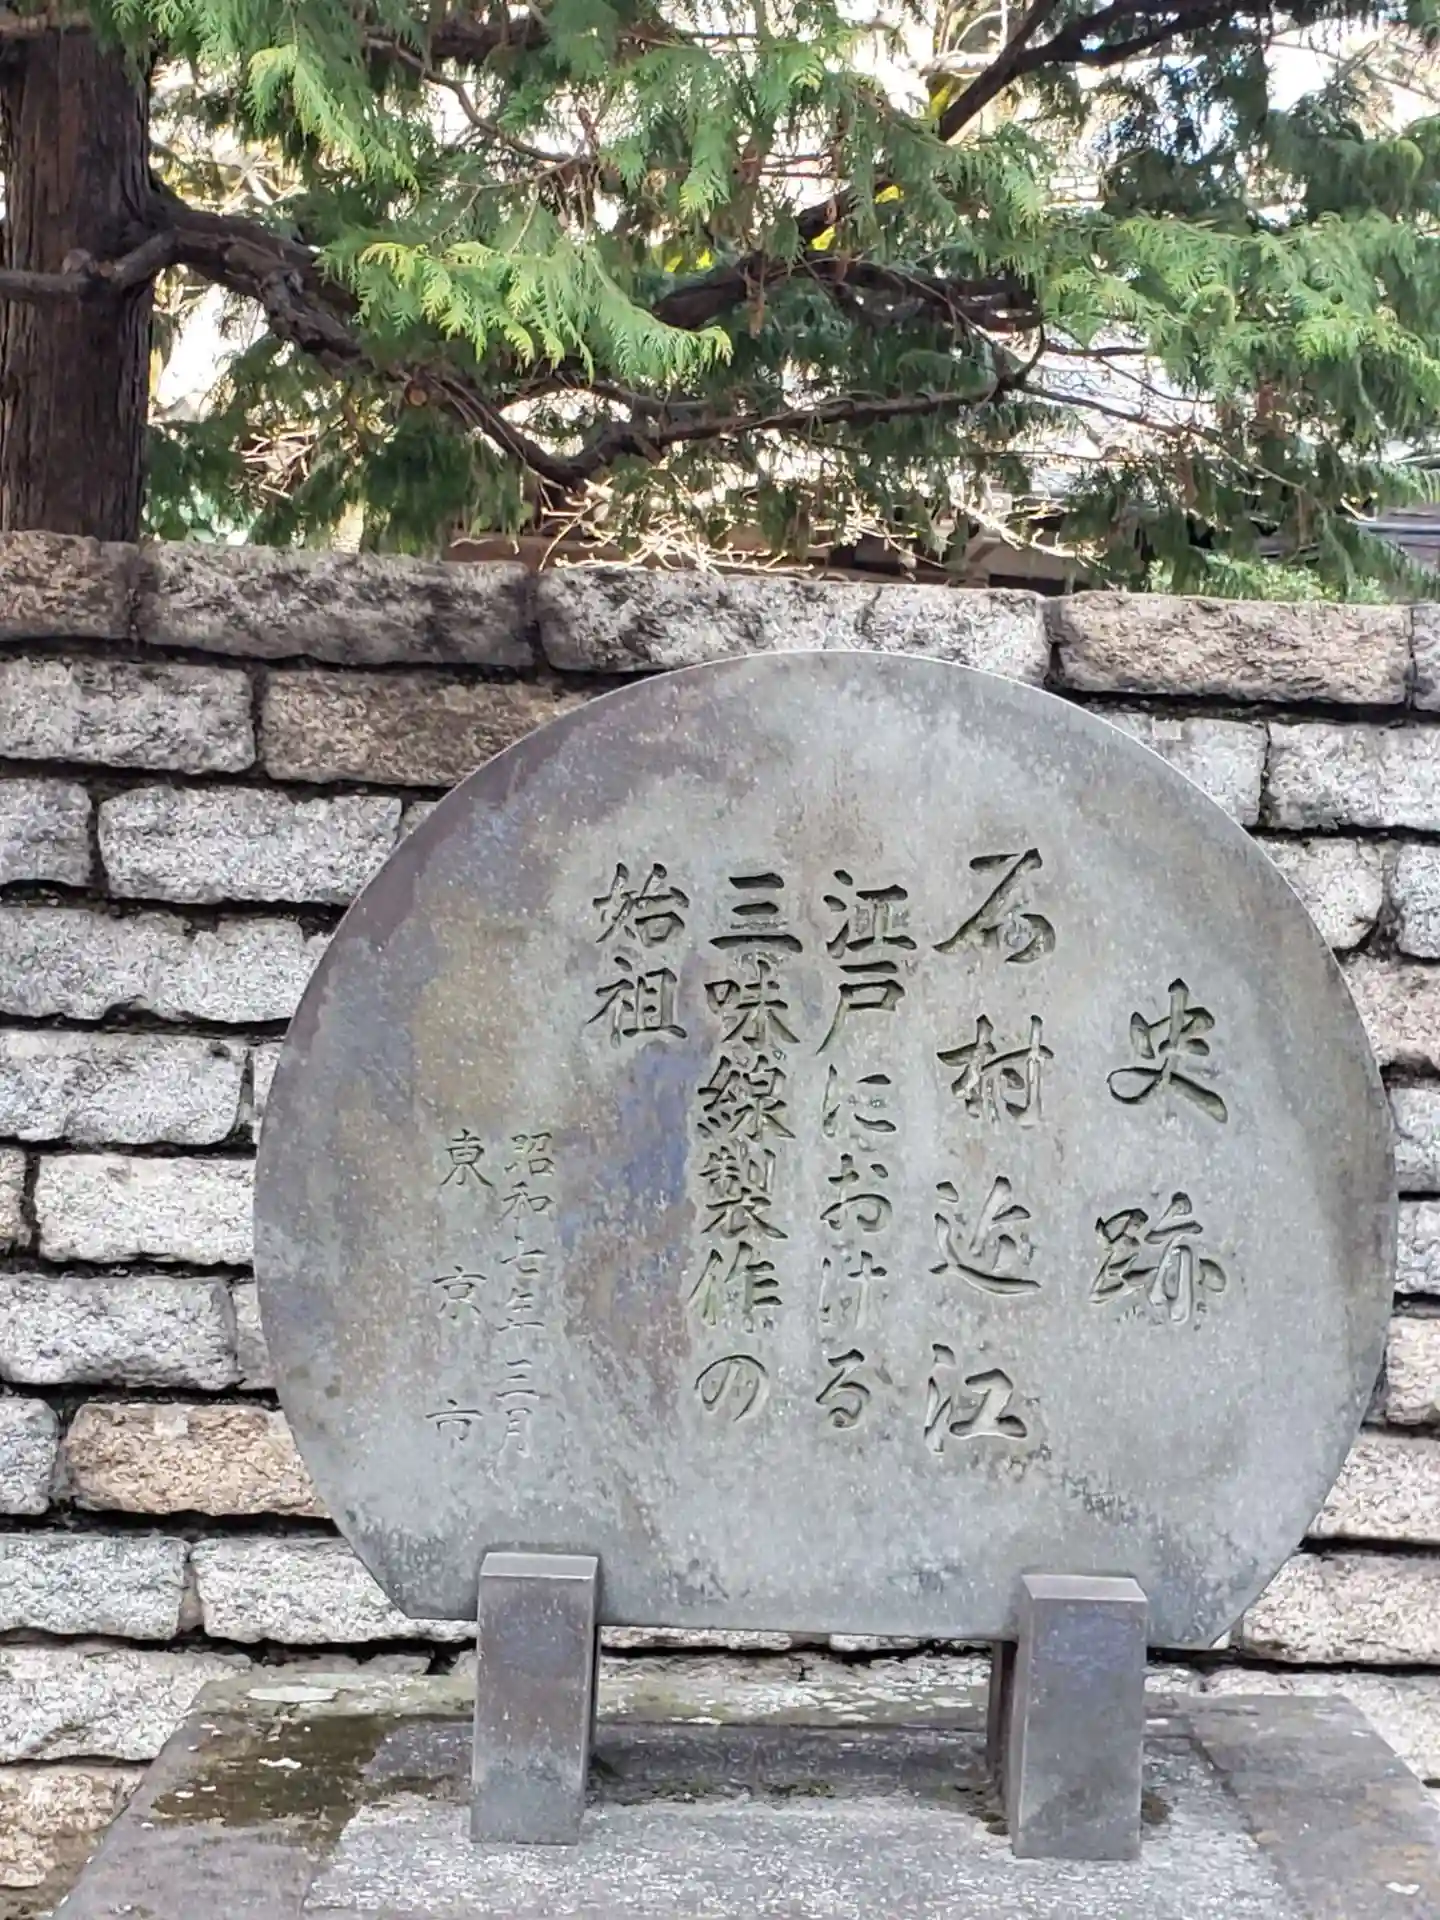 史跡
石村近江
江戸における
三味線製作の
始祖
昭和七年三月
東京市